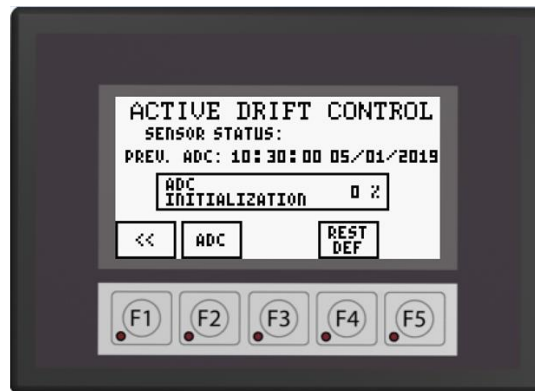 ACTIVE DRIFT CONTROL
SENSOR STATUS:
PREV. ADC: 10:30:00 05/01/2019
ADC
INITIALIZATION 0 %
<< ADC REST
DEF
F1 F2 F3 F4 F5